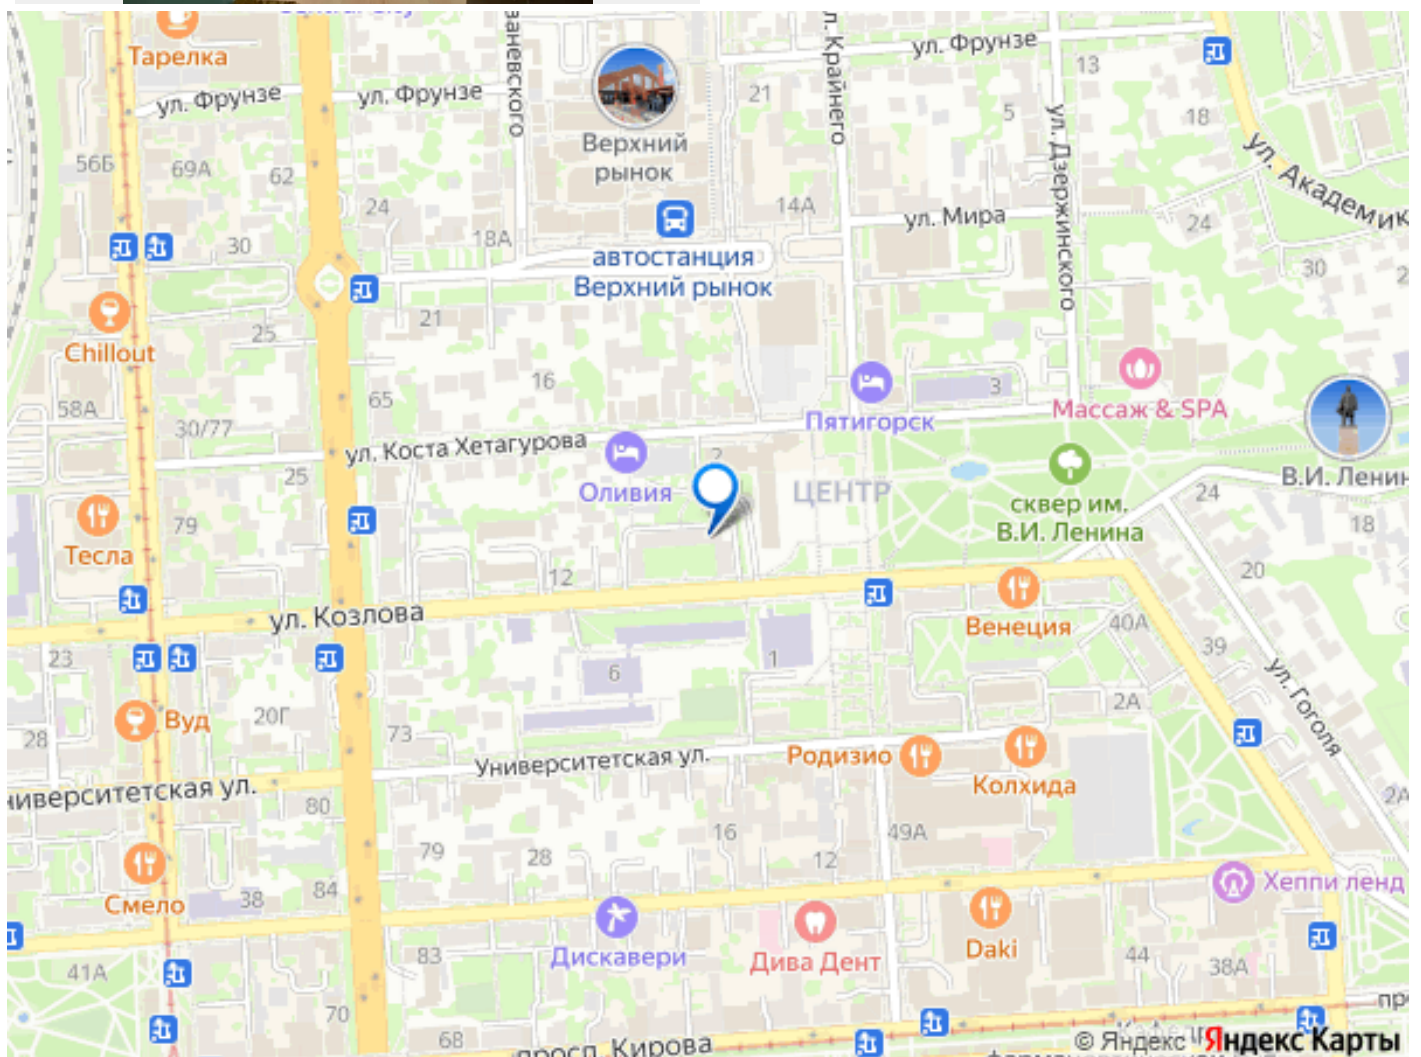 Тарелка
ул. Фрунзе
ул. Фрунзе
ул. Фрунзе
заневского
л. Крайнего
ул. Дзержинского
ул. Академик
13
21
5
18
Верхний
рынок
56Б
69А
62
24
14А
ул. Мира
24
30
18А
автостанция
Верхний рынок
30
21
25
Chillout
16
65
58А
30/77
ул. Коста Хетагурова
Пятигорск
3
Массаж & SPA
25
Оливия
2
ЦЕНТР
сквер им.
В.И. Ленина
В.И. Ленин
24
18
79
Тесла
12
20
ул. Козлова
Венеция
40А
39
ул. Гоголя
23
6
1
2А
Вуд
20Г
28
73
Университетская ул.
Родизио
Колхида
ниверситетская ул.
80
2А
16
49А
12
79
28
84
38
Смело
Хеппи ленд
Дискавери
Дива Дент
Daki
83
41А
44
38А
70
68
просп. Кирова
пр
© Яндекс Яндекс Карты